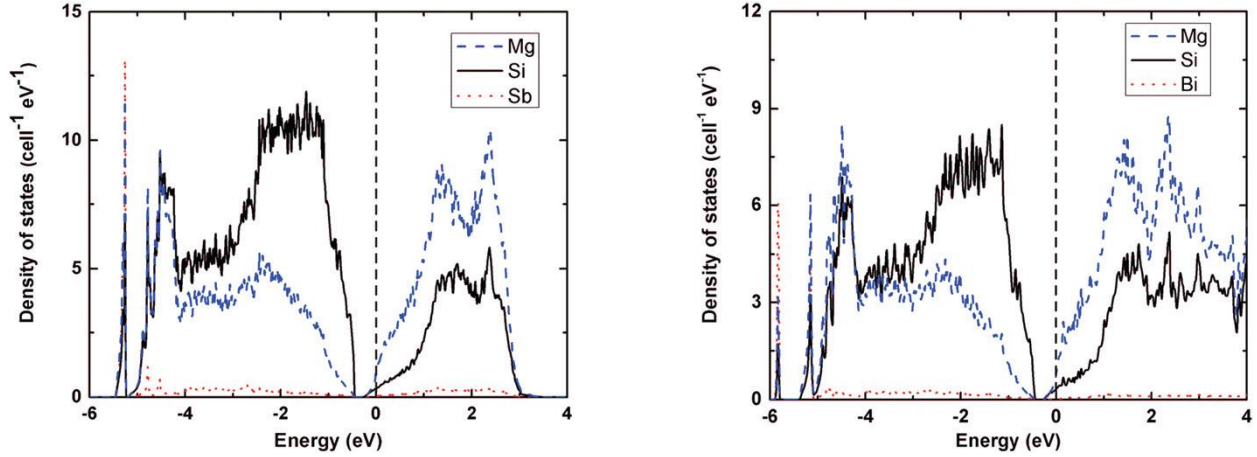 Density of states (cell⁻¹ eV⁻¹)
15
10
5
0
Mg
Si
Sb
-6
-4
-2
0
2
4
Energy (eV)
Density of states (cell⁻¹ eV⁻¹)
12
9
6
3
0
Mg
Si
Bi
-6
-4
-2
0
2
4
Energy (eV)